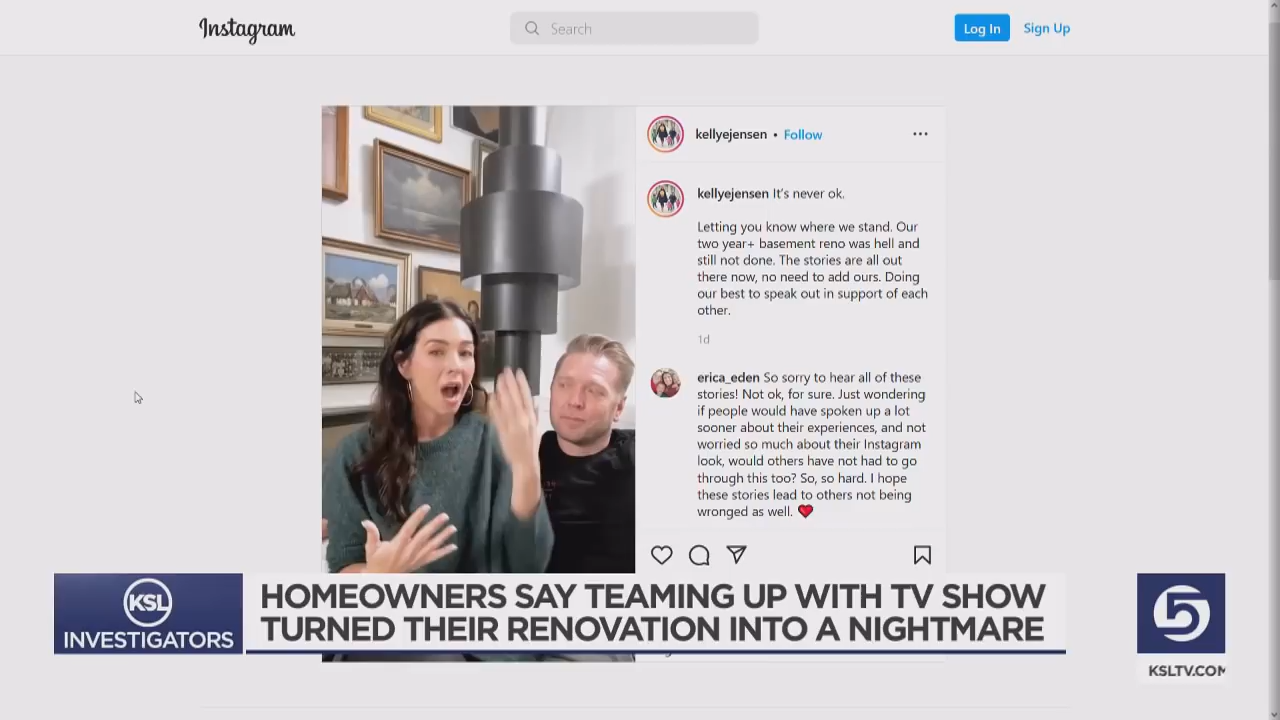 Instagram
Search
Log In
Sign Up
kellyejensen • Follow
kellyejensen It's never ok.
Letting you know where we stand. Our
two year+ basement reno was hell and
still not done. The stories are all out
there now, no need to add ours. Doing
our best to speak out in support of each
other.
1d
erica_eden So sorry to hear all of these
stories! Not ok, for sure. Just wondering
if people would have spoken up a lot
sooner about their experiences, and not
worried so much about their Instagram
look, would others have not had to go
through this too? So, so hard. I hope
these stories lead to others not being
wronged as well. ❤️
KSL
INVESTIGATORS
HOMEOWNERS SAY TEAMING UP WITH TV SHOW
TURNED THEIR RENOVATION INTO A NIGHTMARE
5
KSLTV.COM